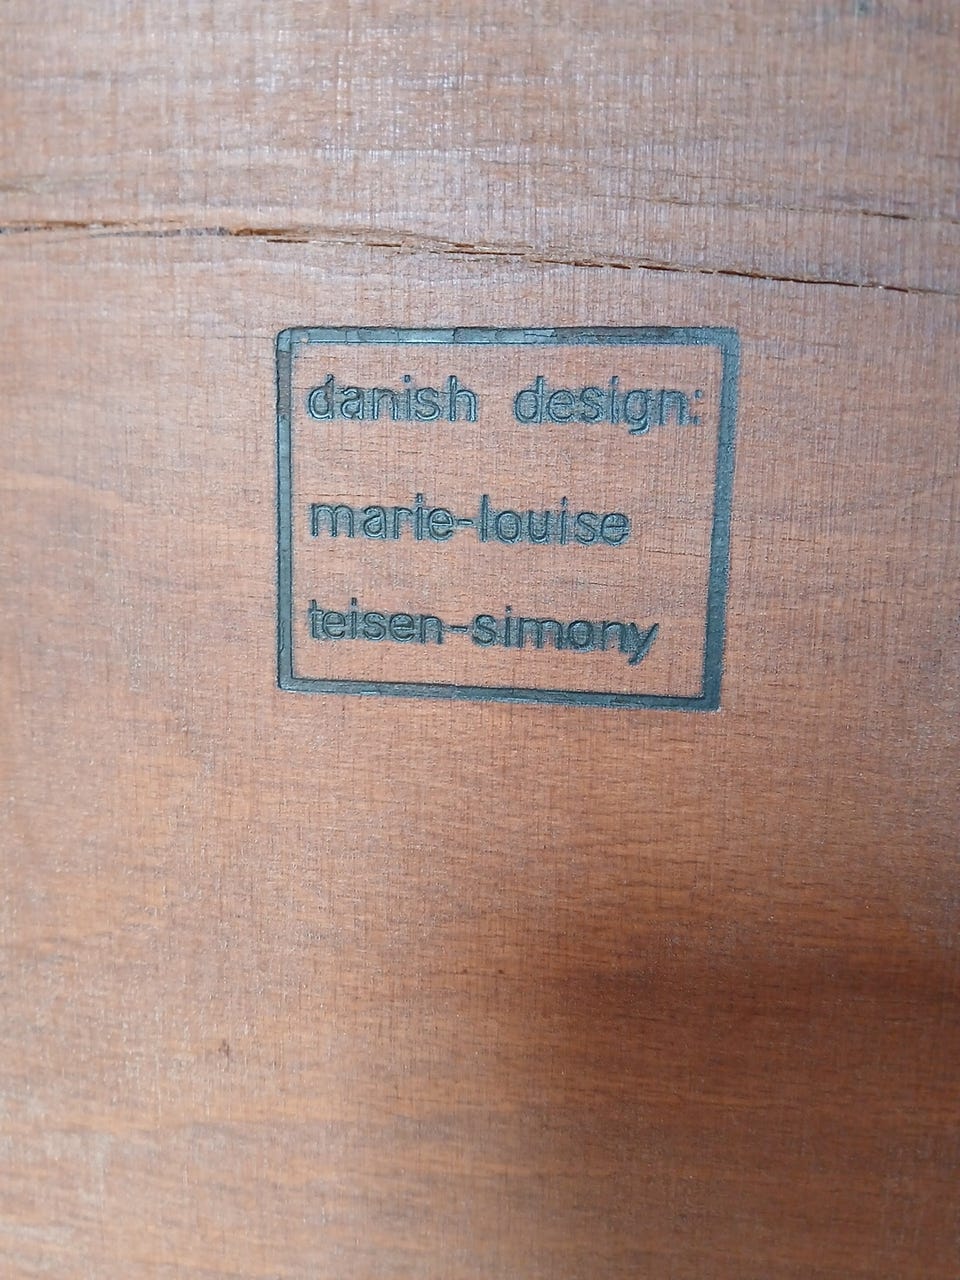 danish design:
marie-louise
teisen-simony